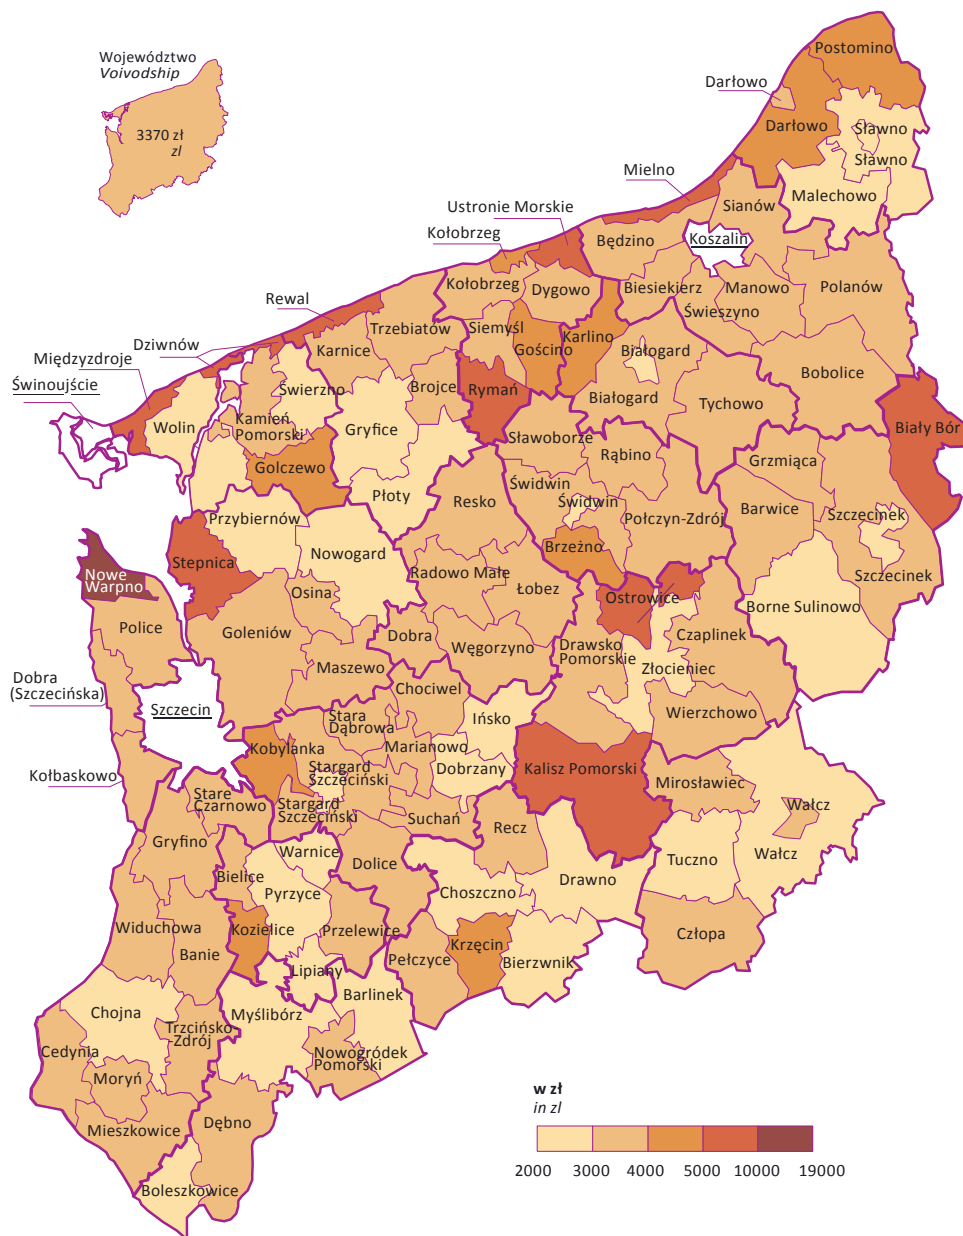 Województwo
Voivodship
3370 zł
zl
Postomino
Darłowo
Darłowo
Sławno
Sławno
Malechowo
Mielno
Sianów
Ustronie Morskie
Kołobrzeg
Będzino
Koszalin
Kołobrzeg
Dygowo
Biesiekierz
Manowo
Polanów
Świeszyno
Rewal
Trzebiatów
Siemyśl
Gościno
Karlino
Białogard
Dziwnów
Karnice
Międzyzdroje
Świnoujście
Świerzno
Brojce
Rymań
Białogard
Tychowo
Bobolice
Wolin
Kamień
Pomorski
Gryfice
Biały Bór
Sławoborze
Golczewo
Rąbino
Grzmiąca
Płoty
Resko
Świdwin
Świdwin
Połczyn-Zdrój
Barwice
Szczecinek
Przybiernów
Nowogard
Brzeżno
Stepnica
Szczecinek
Nowe
Warpno
Radowo Małe
Łobez
Ostrowice
Osina
Borne Sulinowo
Police
Goleniów
Dobra
Węgorzyno
Drawsko
Pomorskie
Czaplinek
Złocieniec
Maszewo
Dobra
(Szczecińska)
Chociwel
Szczecin
Ińsko
Wierzchowo
Stara
Dąbrowa
Kobylanka
Marianowo
Stargard
Szczeciński
Dobrzany
Kalisz Pomorski
Mirosławiec
Kołbaskowo
Stare
Czarnowo
Stargard
Szczeciński
Suchań
Recz
Wałcz
Gryfino
Warnice
Dolice
Tuczno
Wałcz
Bielice
Pyrzyce
Choszczno
Drawno
Widuchowa
Kozielice
Przelewice
Krzęcin
Człopa
Banie
Pełczyce
Bierzwnik
Lipiany
Barlinek
Chojna
Myślibórz
Trzcińsko-
Zdrój
Cedynia
Moryń
Nowogródek
Pomorski
Mieszkowice
Dębno
Boleszkowice
w zł
in zl
2000 3000 4000 5000 10000 19000